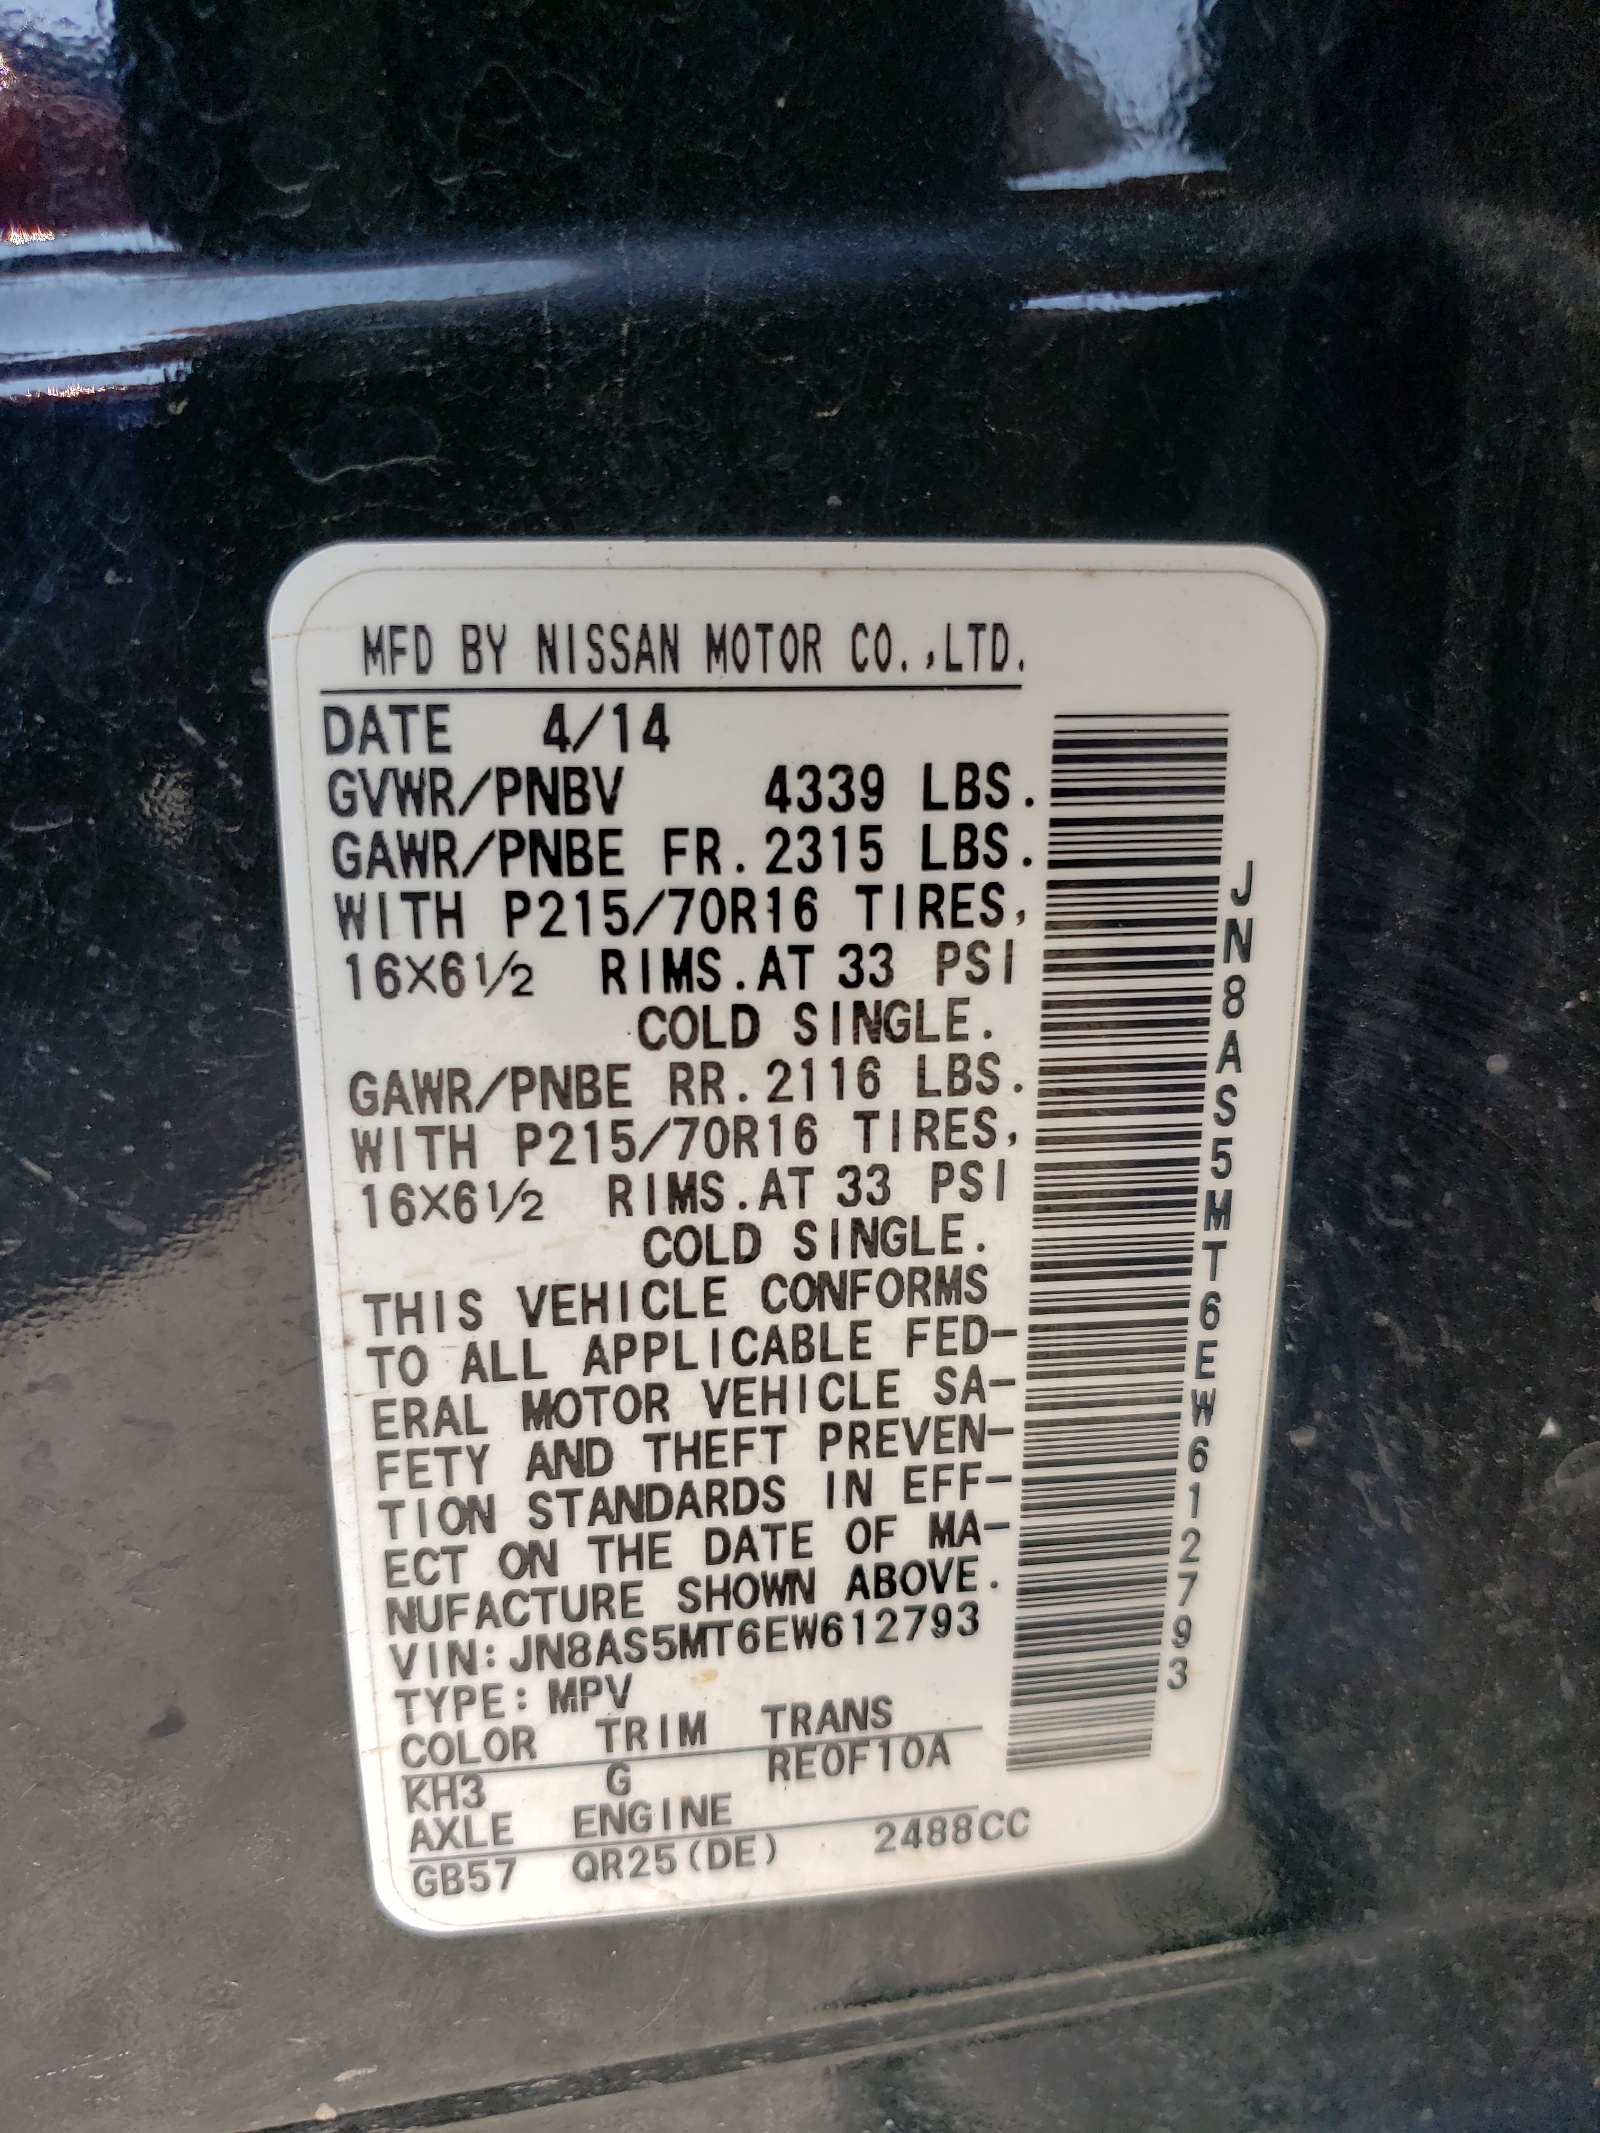 MFD BY NISSAN MOTOR CO.,LTD.
DATE 4/14
GVWR/PNBV 4339 LBS.
GAWR/PNBE FR.2315 LBS.
WITH P215/70R16 TIRES,
16X6 1/2 RIMS.AT 33 PSI
COLD SINGLE.
GAWR/PNBE RR.2116 LBS.
WITH P215/70R16 TIRES,
16X6 1/2 RIMS.AT 33 PSI
COLD SINGLE.
THIS VEHICLE CONFORMS
TO ALL APPLICABLE FED-
ERAL MOTOR VEHICLE SA-
FETY AND THEFT PREVEN-
TION STANDARDS IN EFF-
ECT ON THE DATE OF MA-
NUFACTURE SHOWN ABOVE.
VIN:JN8AS5MT6EW612793
TYPE:MPV
COLOR TRIM TRANS
KH3 G RE0F10A
AXLE ENGINE
GB57 QR25(DE) 2488CC
JN8AS5MT6EW612793